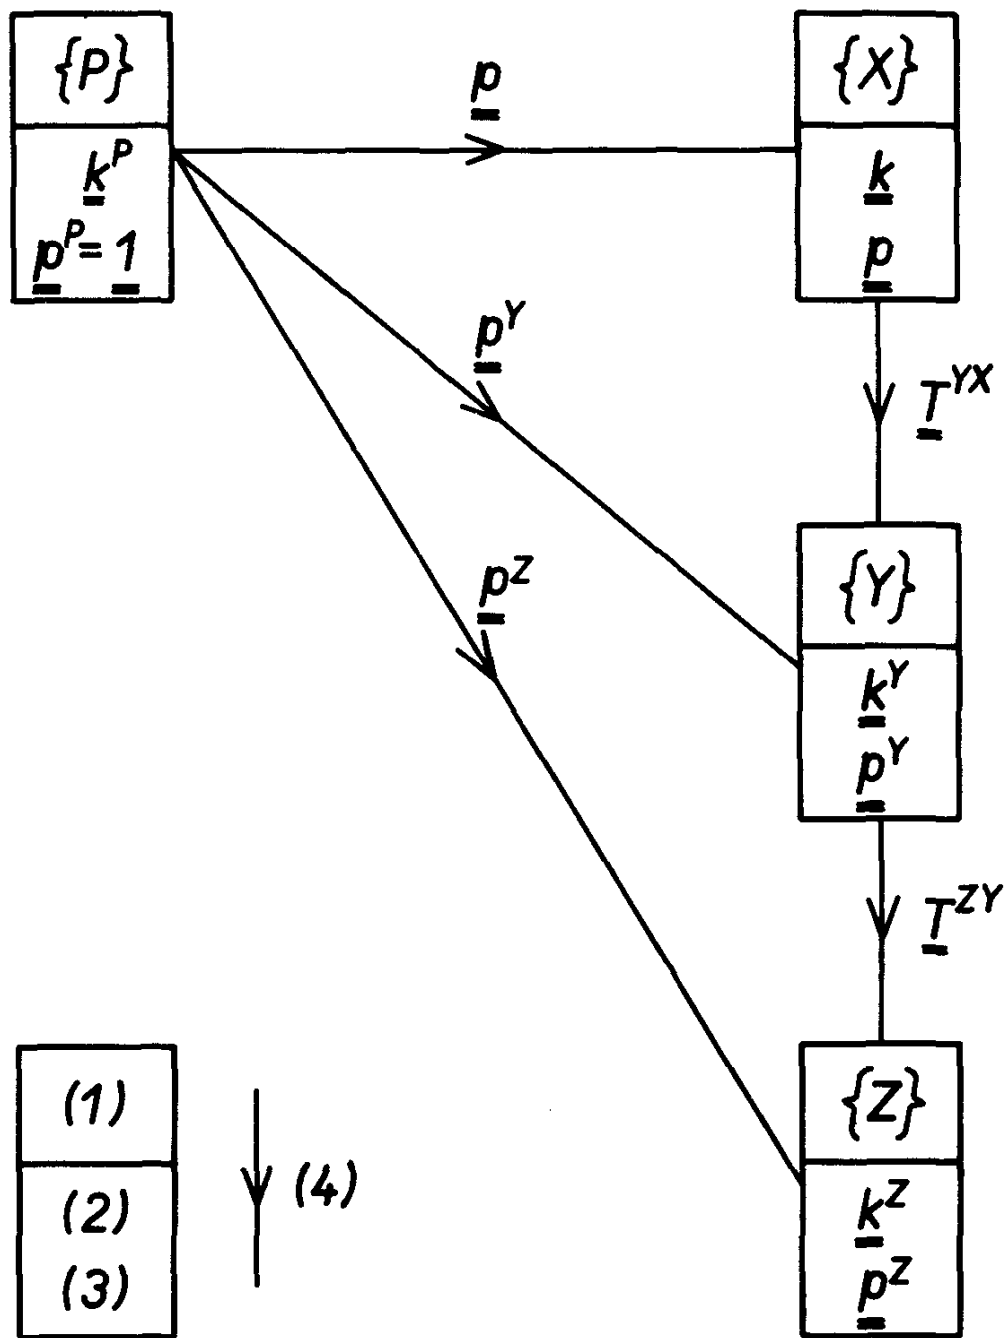 {P}
k^P
p^P = 1
p
{X}
k
p
T^YX
p^Y
{Y}
k^Y
p^Y
p^Z
T^ZY
{Z}
k^Z
p^Z
(1)
(2)
(3)
(4)